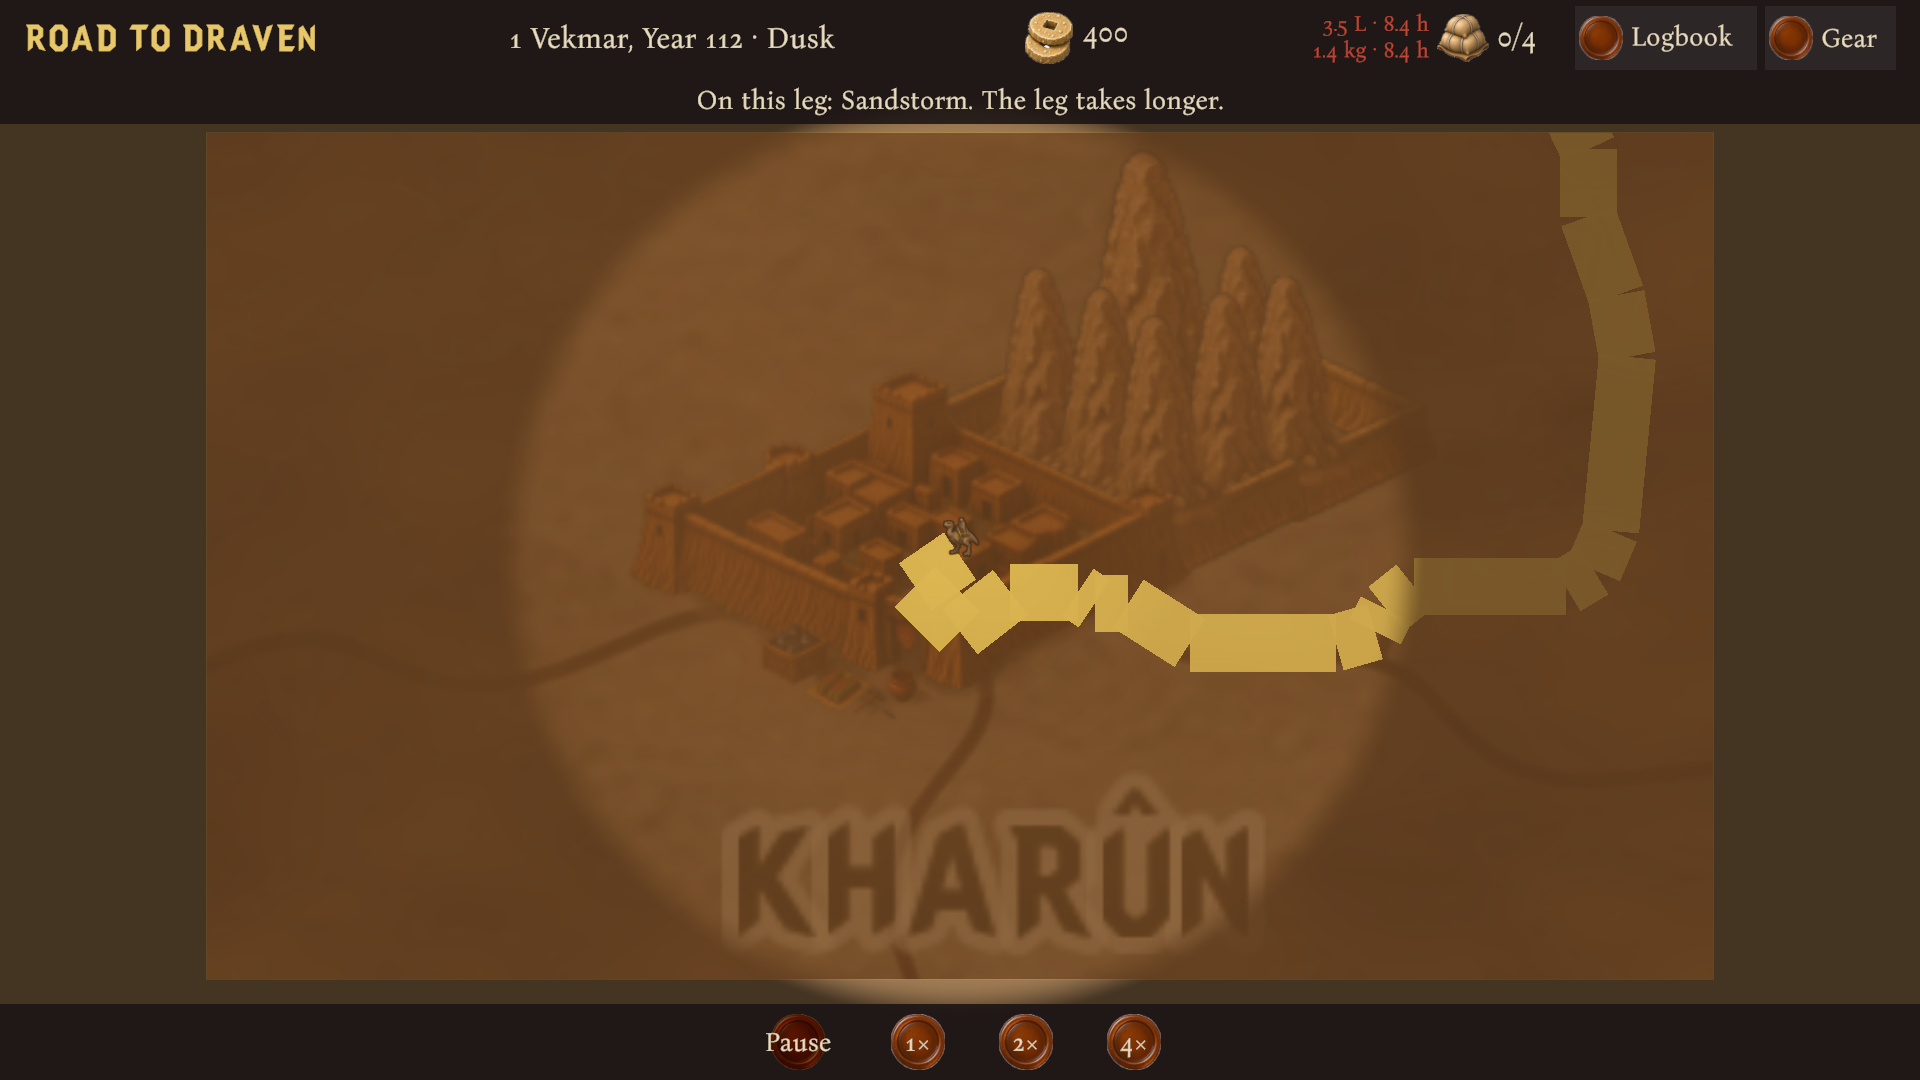 ROAD TO DRAVEN
1 Vekmar, Year 112 · Dusk
400
3.5 L · 8.4 h
1.4 kg · 8.4 h
0/4
Logbook
Gear
On this leg: Sandstorm. The leg takes longer.
KHARÛN
Pause
1×
2×
4×